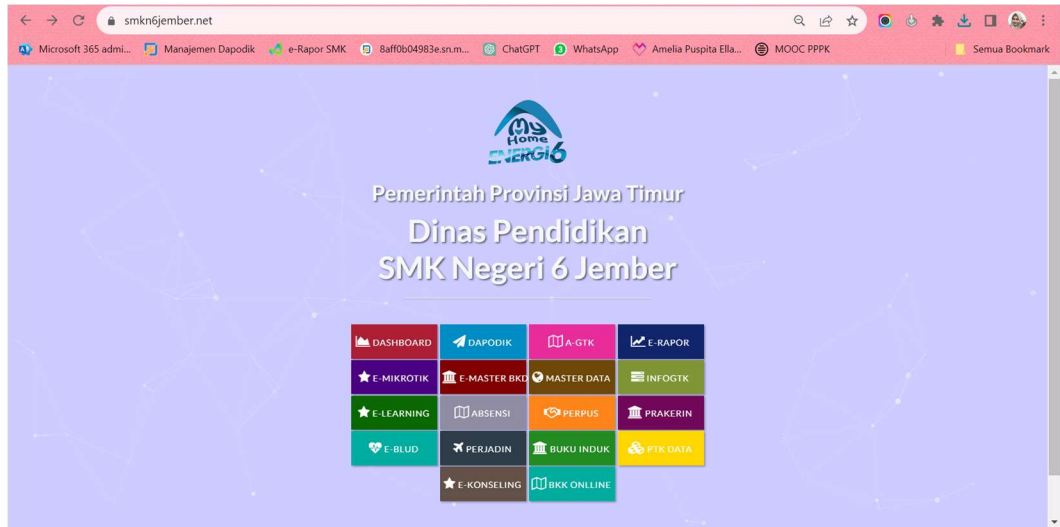 smkn6jember.net
Microsoft 365 admi... Manajemen Dapodik e-Rapor SMK 8aff0b04983e.sn.m... ChatGPT WhatsApp Amelia Puspita Ella... MOOC PPPK Semua Bookmark
My
Home
ENERGI6
Pemerintah Provinsi Jawa Timur
Dinas Pendidikan
SMK Negeri 6 Jember
DASHBOARD DAPODIK A-GTK E-RAPOR
E-MIKROTIK E-MASTER BKD MASTER DATA INFOGTK
E-LEARNING ABSENSI PERPUS PRAKERIN
E-BLUD PERJADIN BUKU INDUK PTK DATA
E-KONSELING BKK ONLLINE